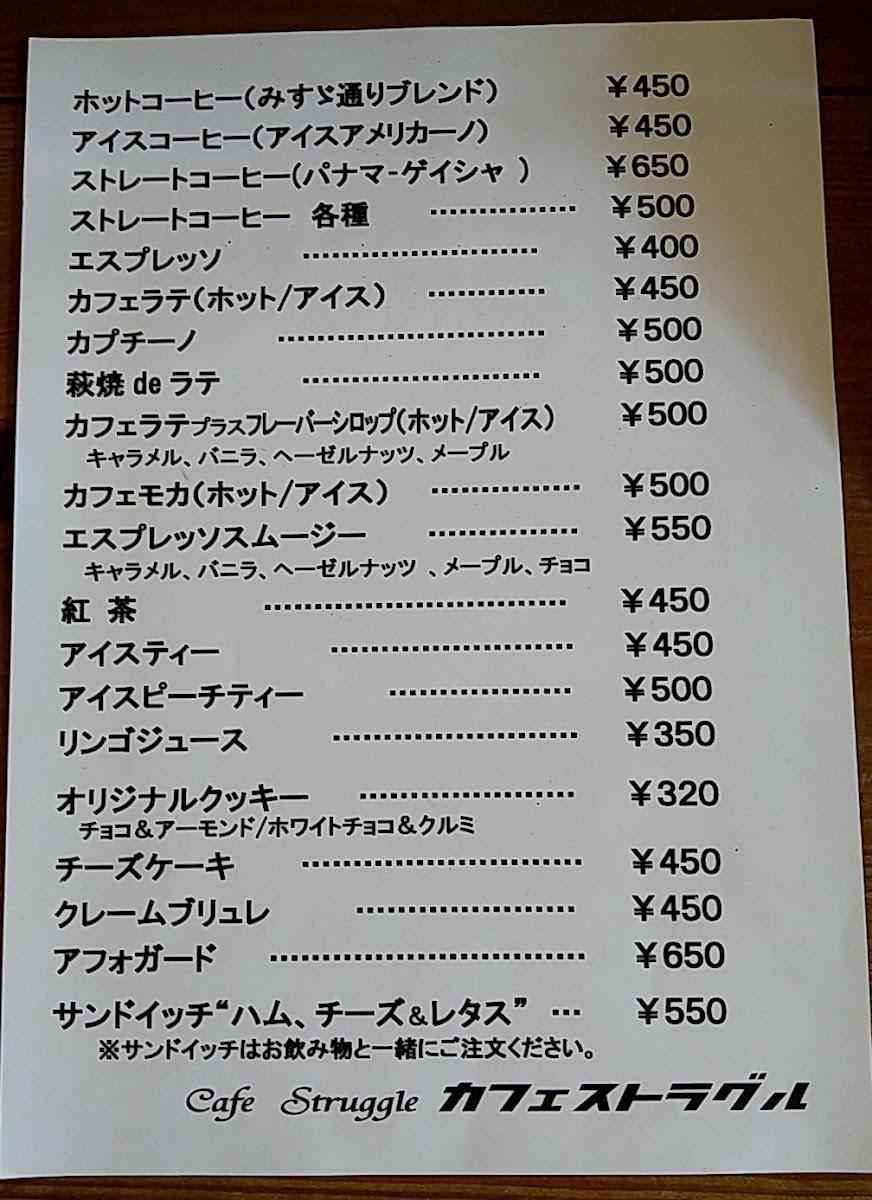 ホットコーヒー(みすゞ通りブレンド) ¥450
アイスコーヒー(アイスアメリカーノ) ¥450
ストレートコーヒー(パナマ-ゲイシャ ) ¥650
ストレートコーヒー 各種 ················ ¥500
エスプレッソ ························ ¥400
カフェラテ(ホット/アイス) ············· ¥450
カプチーノ ··························· ¥500
萩焼 de ラテ ························ ¥500
カフェラテプラスフレーバーシロップ(ホット/アイス) ¥500
キャラメル、バニラ、ヘーゼルナッツ、メープル
カフェモカ(ホット/アイス) ················ ¥500
エスプレッソスムージー ················ ¥550
キャラメル、バニラ、ヘーゼルナッツ 、メープル、チョコ
紅 茶 ······························ ¥450
アイスティー ························· ¥450
アイスピーチティー ··················· ¥500
リンゴジュース ························· ¥350
オリジナルクッキー ······················ ¥320
チョコ&アーモンド/ホワイトチョコ&クルミ
チーズケーキ ···························· ¥450
クレームブリュレ ······················ ¥450
アフォガード ································ ¥650
サンドイッチ“ハム、チーズ&レタス” ··· ¥550
※サンドイッチはお飲み物と一緒にご注文ください。
Cafe Struggle カフェストラグル